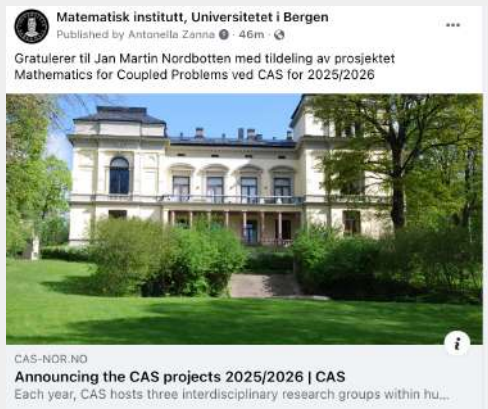 Matematisk institutt, Universitetet i Bergen
Published by Antonella Zanna · 46m ·
Gratulerer til Jan Martin Nordbotten med tildeling av prosjektet
Mathematics for Coupled Problems ved CAS for 2025/2026
CAS-NOR.NO
Announcing the CAS projects 2025/2026 | CAS
Each year, CAS hosts three interdisciplinary research groups within hu...